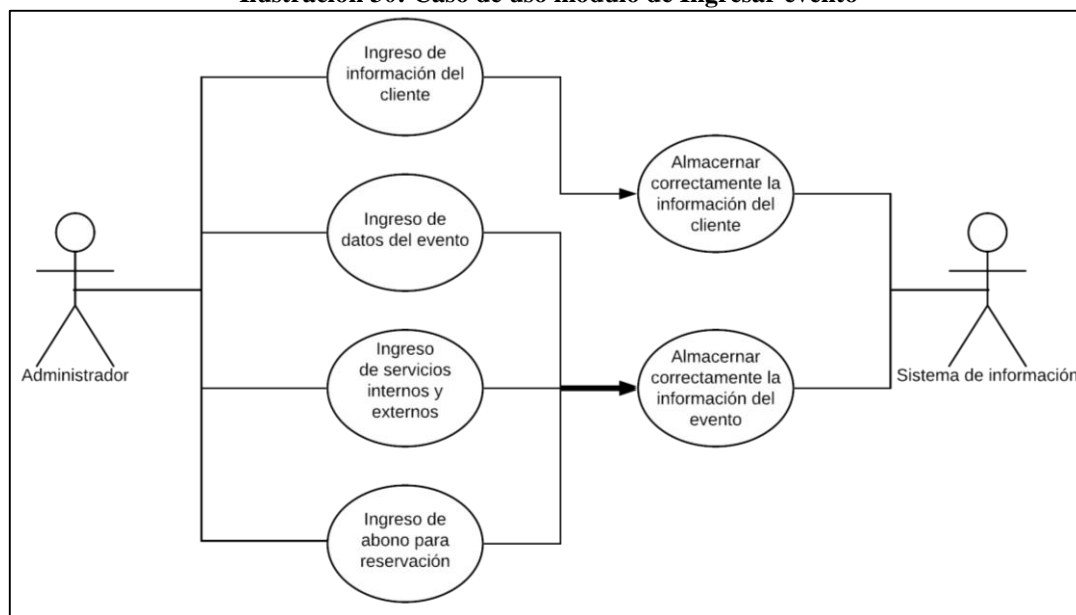 Ilustración 30: Caso de uso módulo de Ingresar evento
Ingreso de
información del
cliente
Almacernar
correctamente la
información del
cliente
Ingreso de
datos del evento
Administrador
Ingreso
de servicios
internos y
externos
Almacernar
correctamente la
información del
evento
Sistema de información
Ingreso de
abono para
reservación